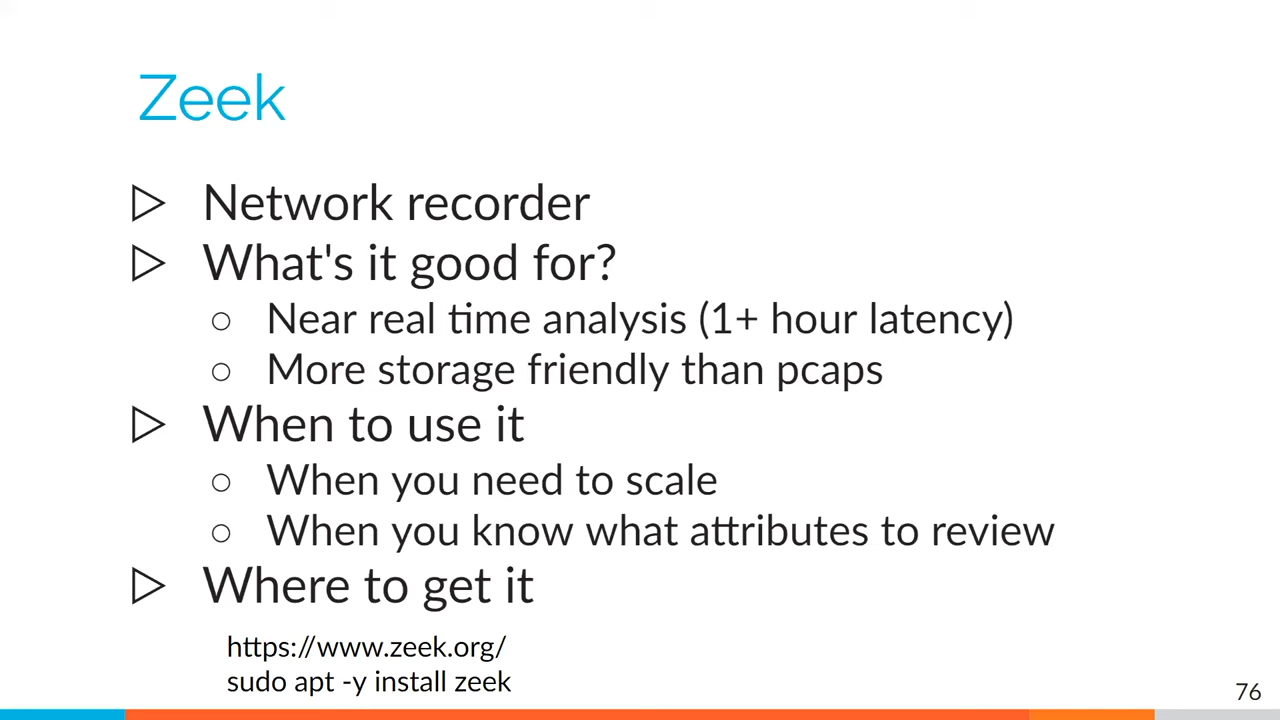 Zeek
Network recorder
What's it good for?
Near real time analysis (1+ hour latency)
More storage friendly than pcaps
When to use it
When you need to scale
When you know what attributes to review
Where to get it
https://www.zeek.org/
sudo apt -y install zeek
76